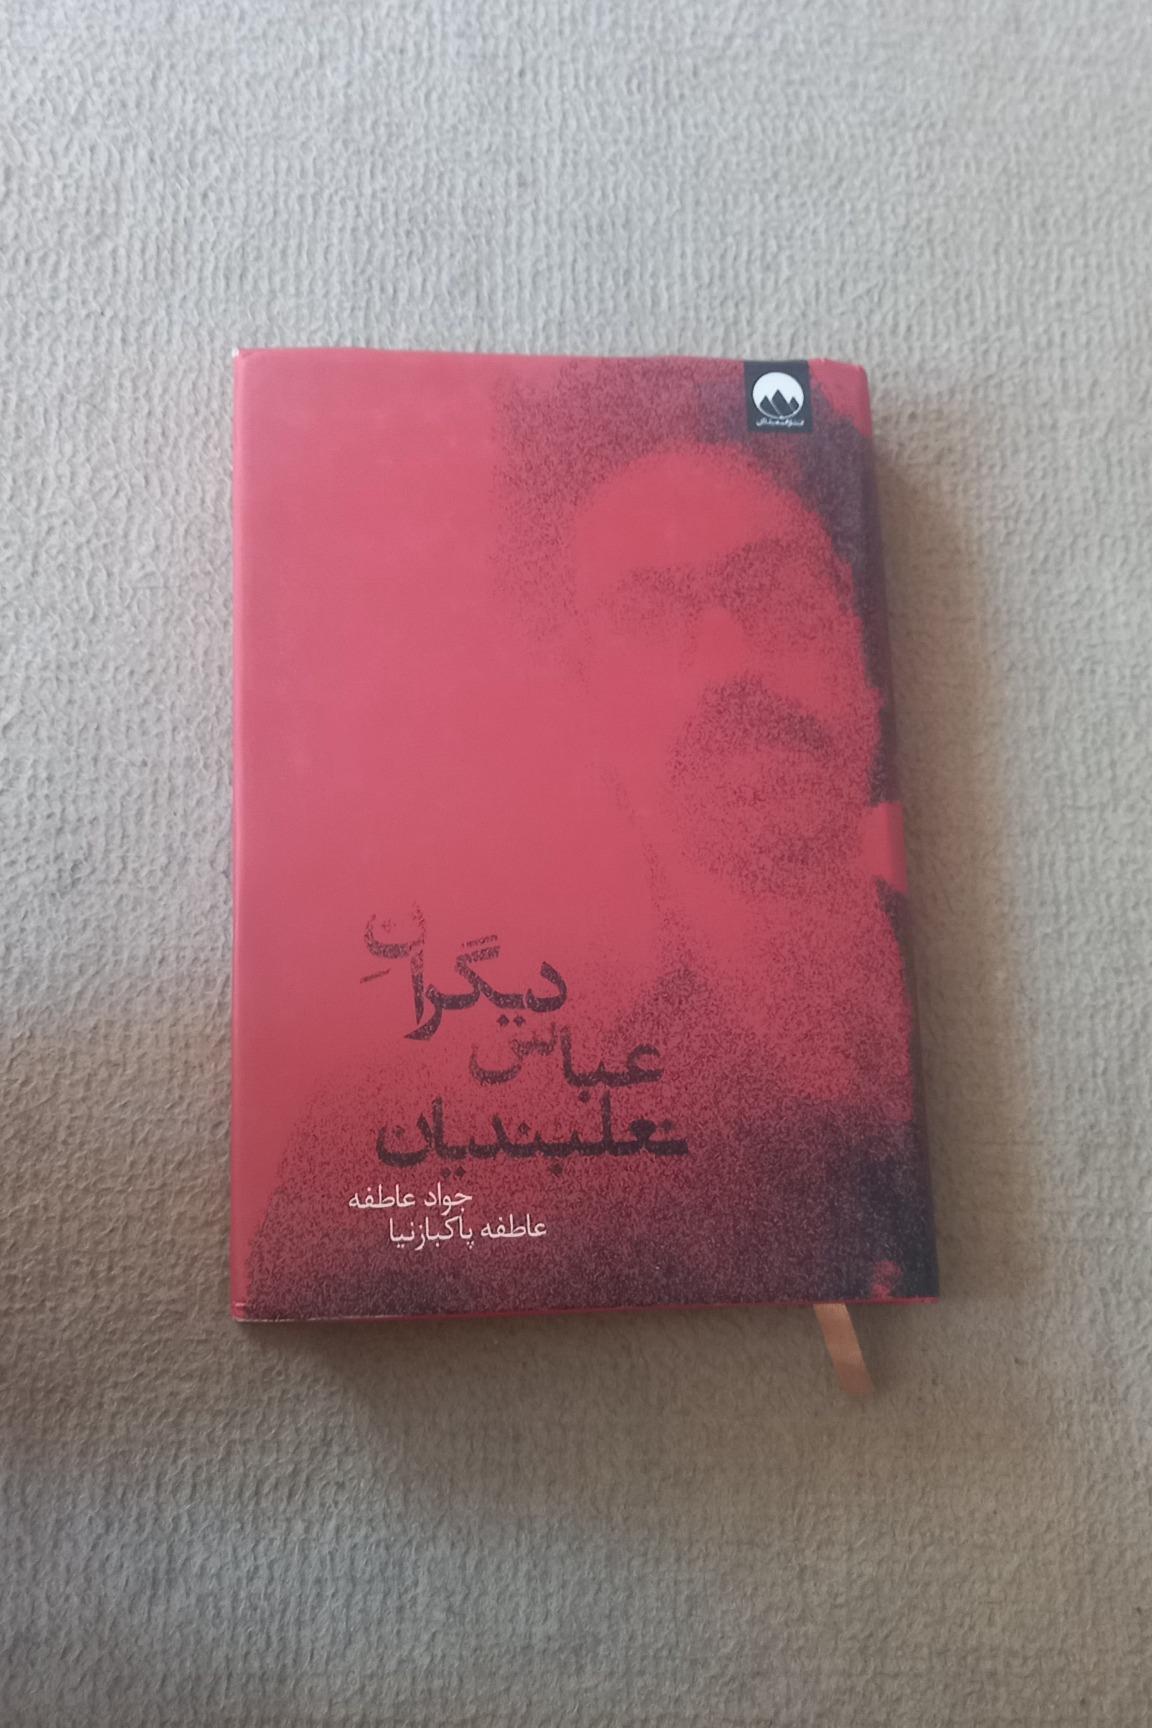 دیگرانِ
عباس
نعلبندیان
جواد عاطفه
عاطفه پاکبازنیا